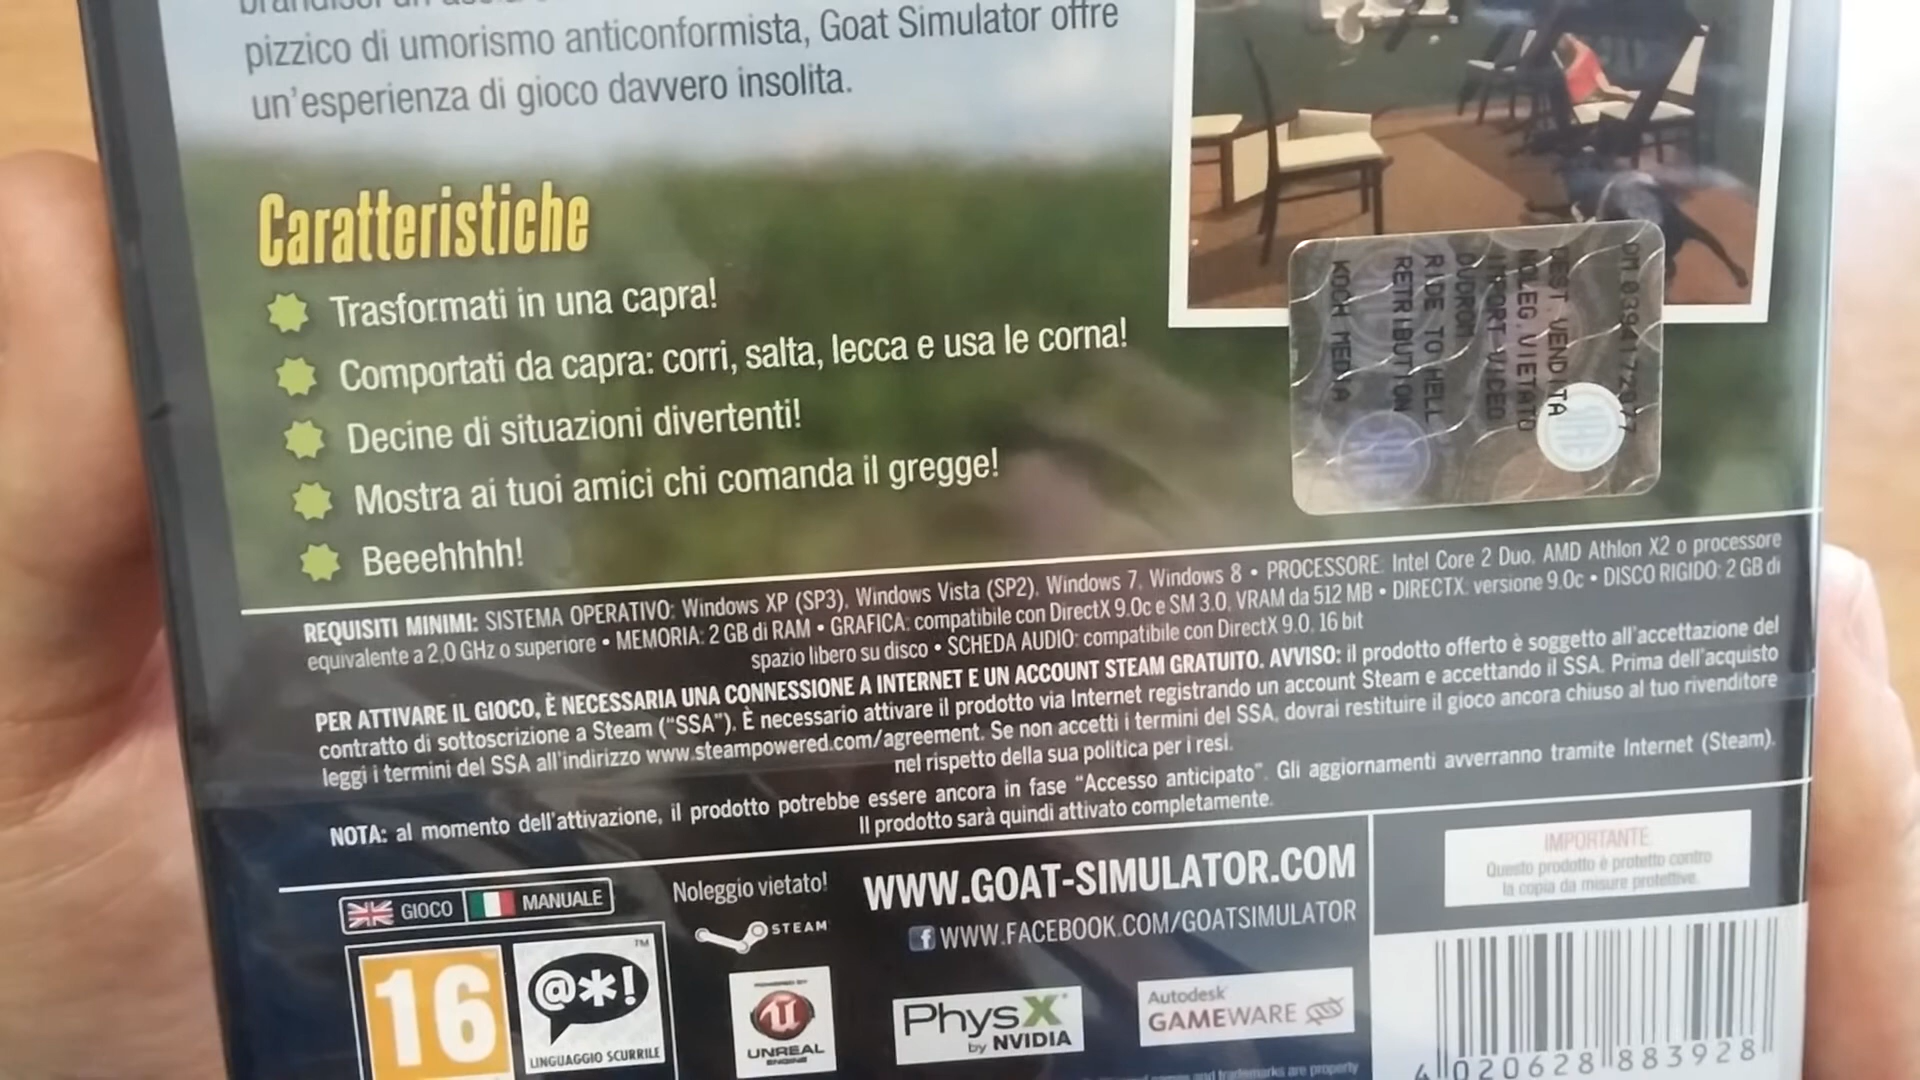 pizzico di umorismo anticonformista, Goat Simulator offre
un'esperienza di gioco davvero insolita.
Caratteristiche
Trasformati in una capra!
Comportati da capra: corri, salta, lecca e usa le corna!
Decine di situazioni divertenti!
Mostra ai tuoi amici chi comanda il gregge!
Beeehhhh!
DEST. VENDITA
NOLEG. VIETATO
IMPORT VIDEO
DVDROM
RIDE TO HELL
RETRIBUTION
KOCH MEDIA
REQUISITI MINIMI: SISTEMA OPERATIVO: Windows XP (SP3), Windows Vista (SP2), Windows 7, Windows 8 • PROCESSORE: Intel Core 2 Duo, AMD Athlon X2 o processore
equivalente a 2,0 GHz o superiore • MEMORIA: 2 GB di RAM • GRAFICA: compatibile con DirectX 9.0c e SM 3.0, VRAM da 512 MB • DIRECTX: versione 9.0c • DISCO RIGIDO: 2 GB di
spazio libero su disco • SCHEDA AUDIO: compatibile con DirectX 9.0, 16 bit
PER ATTIVARE IL GIOCO, È NECESSARIA UNA CONNESSIONE A INTERNET E UN ACCOUNT STEAM GRATUITO. AVVISO: il prodotto offerto è soggetto all'accettazione del
contratto di sottoscrizione a Steam ("SSA"). È necessario attivare il prodotto via Internet registrando un account Steam e accettando il SSA. Prima dell'acquisto
leggi i termini del SSA all'indirizzo www.steampowered.com/agreement. Se non accetti i termini del SSA, dovrai restituire il gioco ancora chiuso al tuo rivenditore
nel rispetto della sua politica per i resi.
NOTA: al momento dell'attivazione, il prodotto potrebbe essere ancora in fase "Accesso anticipato". Gli aggiornamenti avverranno tramite Internet (Steam).
Il prodotto sarà quindi attivato completamente.
GIOCO MANUALE
Noleggio vietato!
STEAM
WWW.GOAT-SIMULATOR.COM
WWW.FACEBOOK.COM/GOATSIMULATOR
IMPORTANTE
Questo prodotto è protetto contro
la copia da misure protettive.
16
@*!
TM
LINGUAGGIO SCURRILE
POWERED BY
UNREAL
ENGINE
PhysX
by NVIDIA
Autodesk
GAMEWARE
4 020628 883928
and trademarks are property